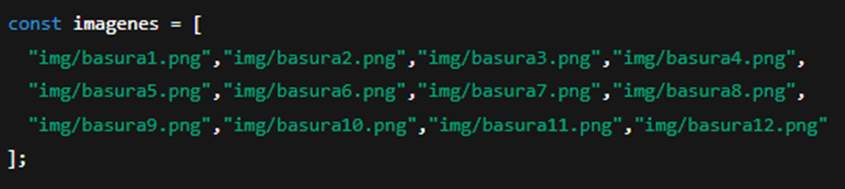 const imagenes = [
"img/basura1.png","img/basura2.png","img/basura3.png","img/basura4.png",
"img/basura5.png","img/basura6.png","img/basura7.png","img/basura8.png",
"img/basura9.png","img/basura10.png","img/basura11.png","img/basura12.png"
];